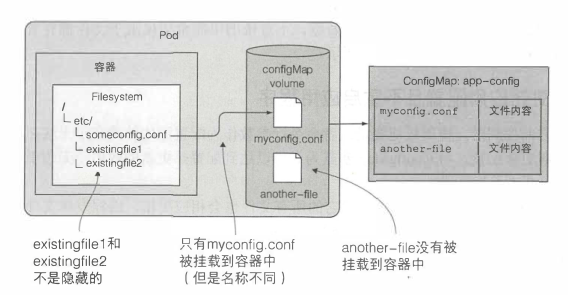 Pod
容器
Filesystem
/
etc/
someconfig.conf
existingfile1
existingfile2
configMap
volume
myconfig.conf
another-file
ConfigMap: app-config
myconfig.conf 文件内容
another-file 文件内容
existingfile1和
existingfile2
不是隐藏的
只有myconfig.conf
被挂载到容器中
（但是名称不同）
another-file没有被
挂载到容器中